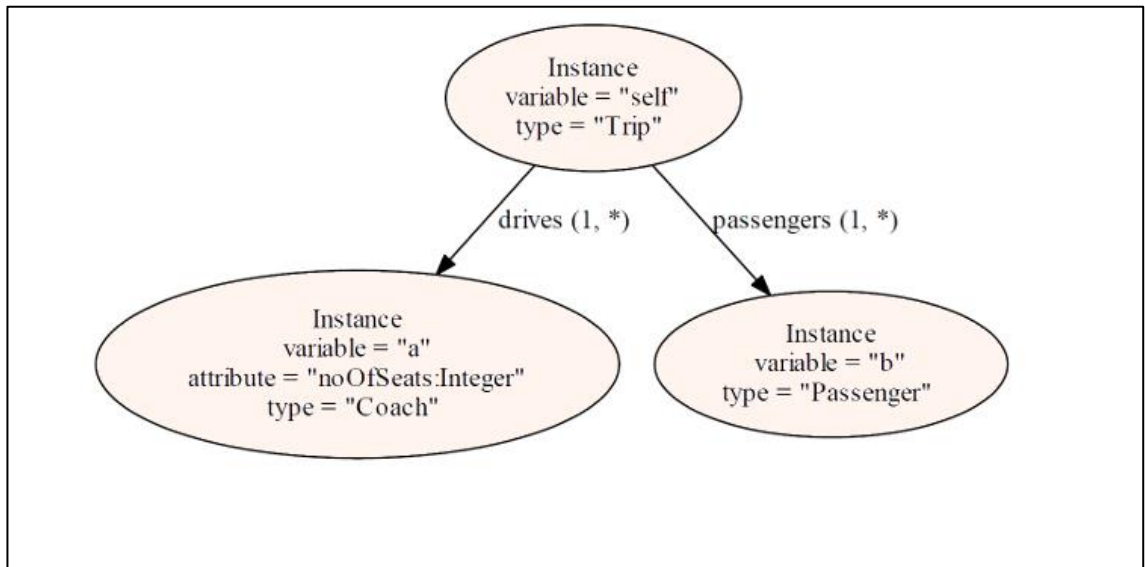 Instance
variable = "self"
type = "Trip"
drives (1, *)
passengers (1, *)
Instance
variable = "a"
attribute = "noOfSeats:Integer"
type = "Coach"
Instance
variable = "b"
type = "Passenger"